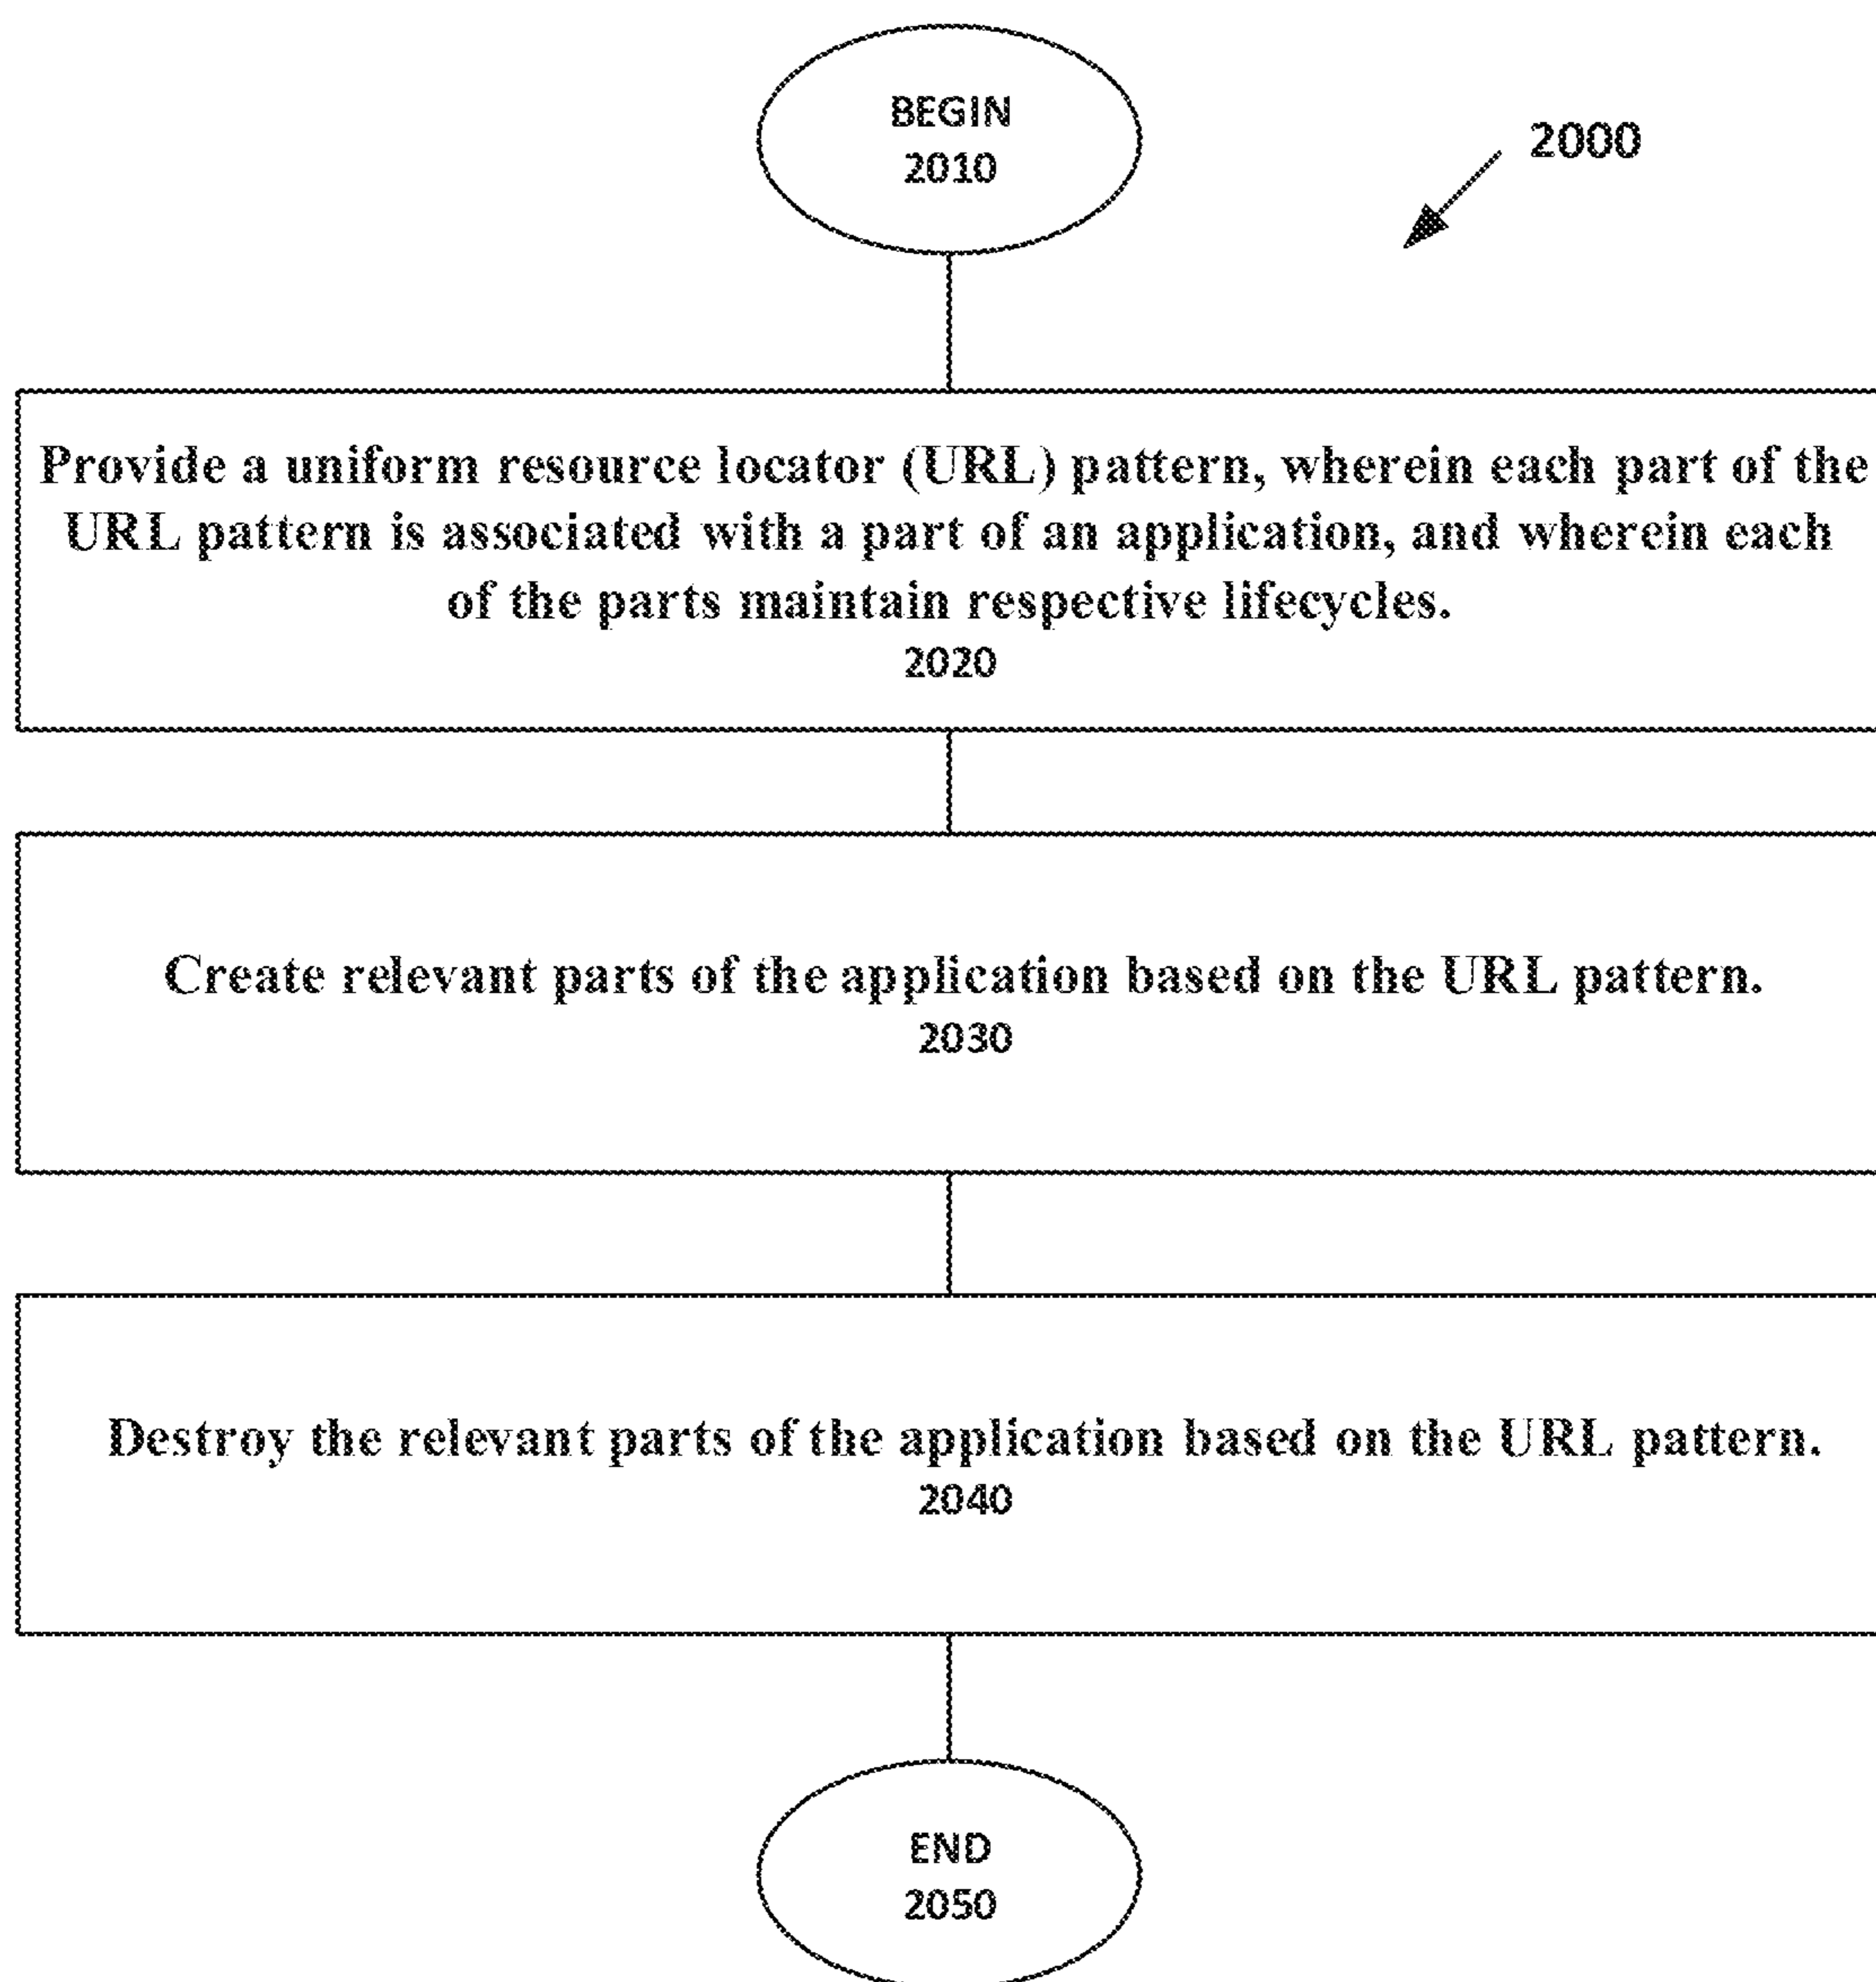 BEGIN
2010
2000
Provide a uniform resource locator (URL) pattern, wherein each part of the
URL pattern is associated with a part of an application, and wherein each
of the parts maintain respective lifecycles.
2020
Create relevant parts of the application based on the URL pattern.
2030
Destroy the relevant parts of the application based on the URL pattern.
2040
END
2050